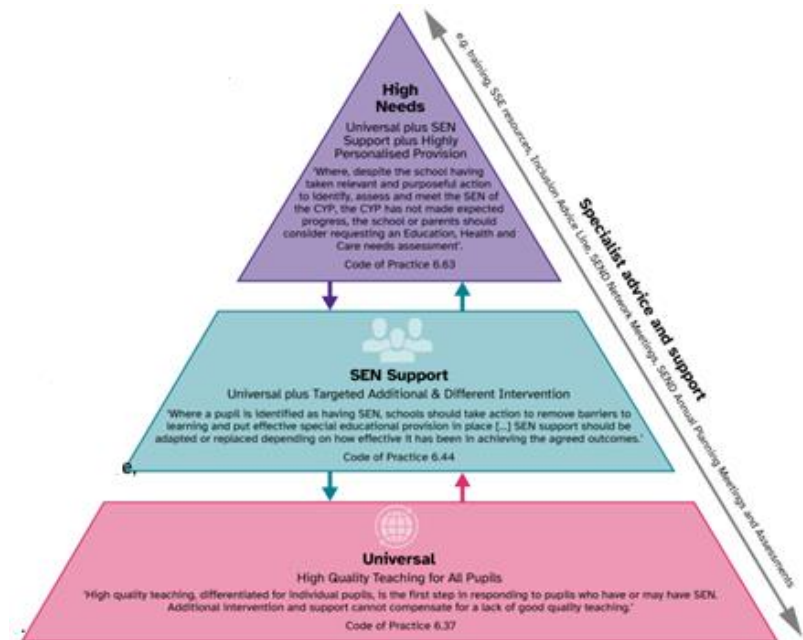 High
Needs
Universal plus SEN
Support plus Highly
Personalised Provision
'Where, despite the school having
taken relevant and purposeful action
to identify, assess and meet the SEN of
the CYP, the CYP has not made expected
progress, the school or parents should
consider requesting an Education, Health and
Care needs assessment'.
Code of Practice 6.63
SEN Support
Universal plus Targeted Additional & Different Intervention
'Where a pupil is identified as having SEN, schools should take action to remove barriers to
learning and put effective special educational provision in place [...] SEN support should be
adapted or replaced depending on how effective it has been in achieving the agreed outcomes.'
Code of Practice 6.44
e,
Universal
High Quality Teaching for All Pupils
'High quality teaching, differentiated for individual pupils, is the first step in responding to pupils who have or may have SEN.
Additional intervention and support cannot compensate for a lack of good quality teaching.'
Code of Practice 6.37
Specialist advice and support
e.g. training, SSE resources, Inclusion Advice Line, SEND Network Meetings, SEND Annual Planning Meetings and Assessments